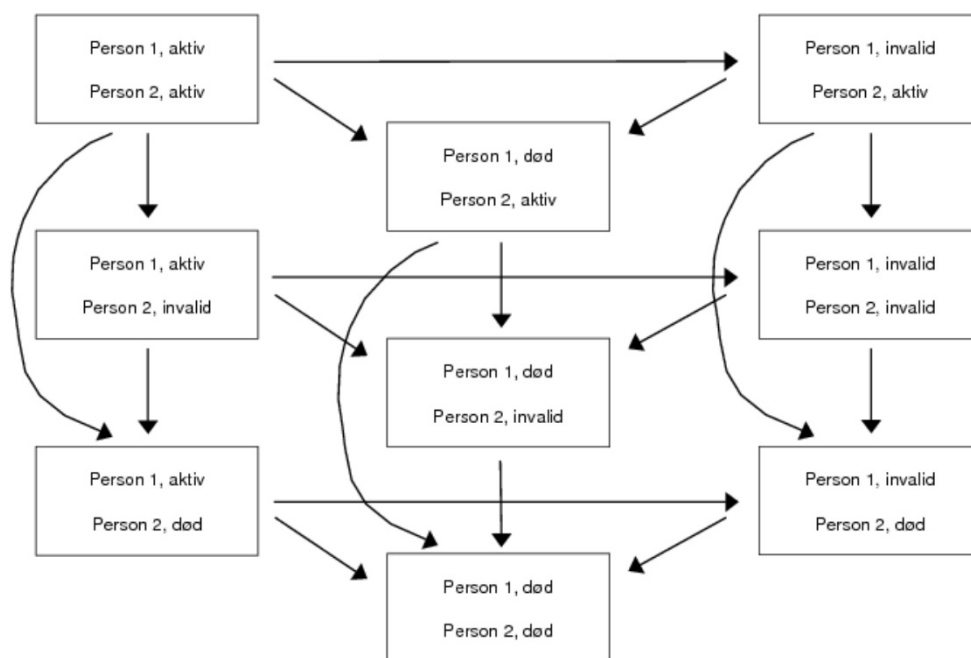 Person 1, aktiv
Person 2, aktiv
Person 1, invalid
Person 2, aktiv
Person 1, død
Person 2, aktiv
Person 1, aktiv
Person 2, invalid
Person 1, invalid
Person 2, invalid
Person 1, død
Person 2, invalid
Person 1, aktiv
Person 2, død
Person 1, invalid
Person 2, død
Person 1, død
Person 2, død